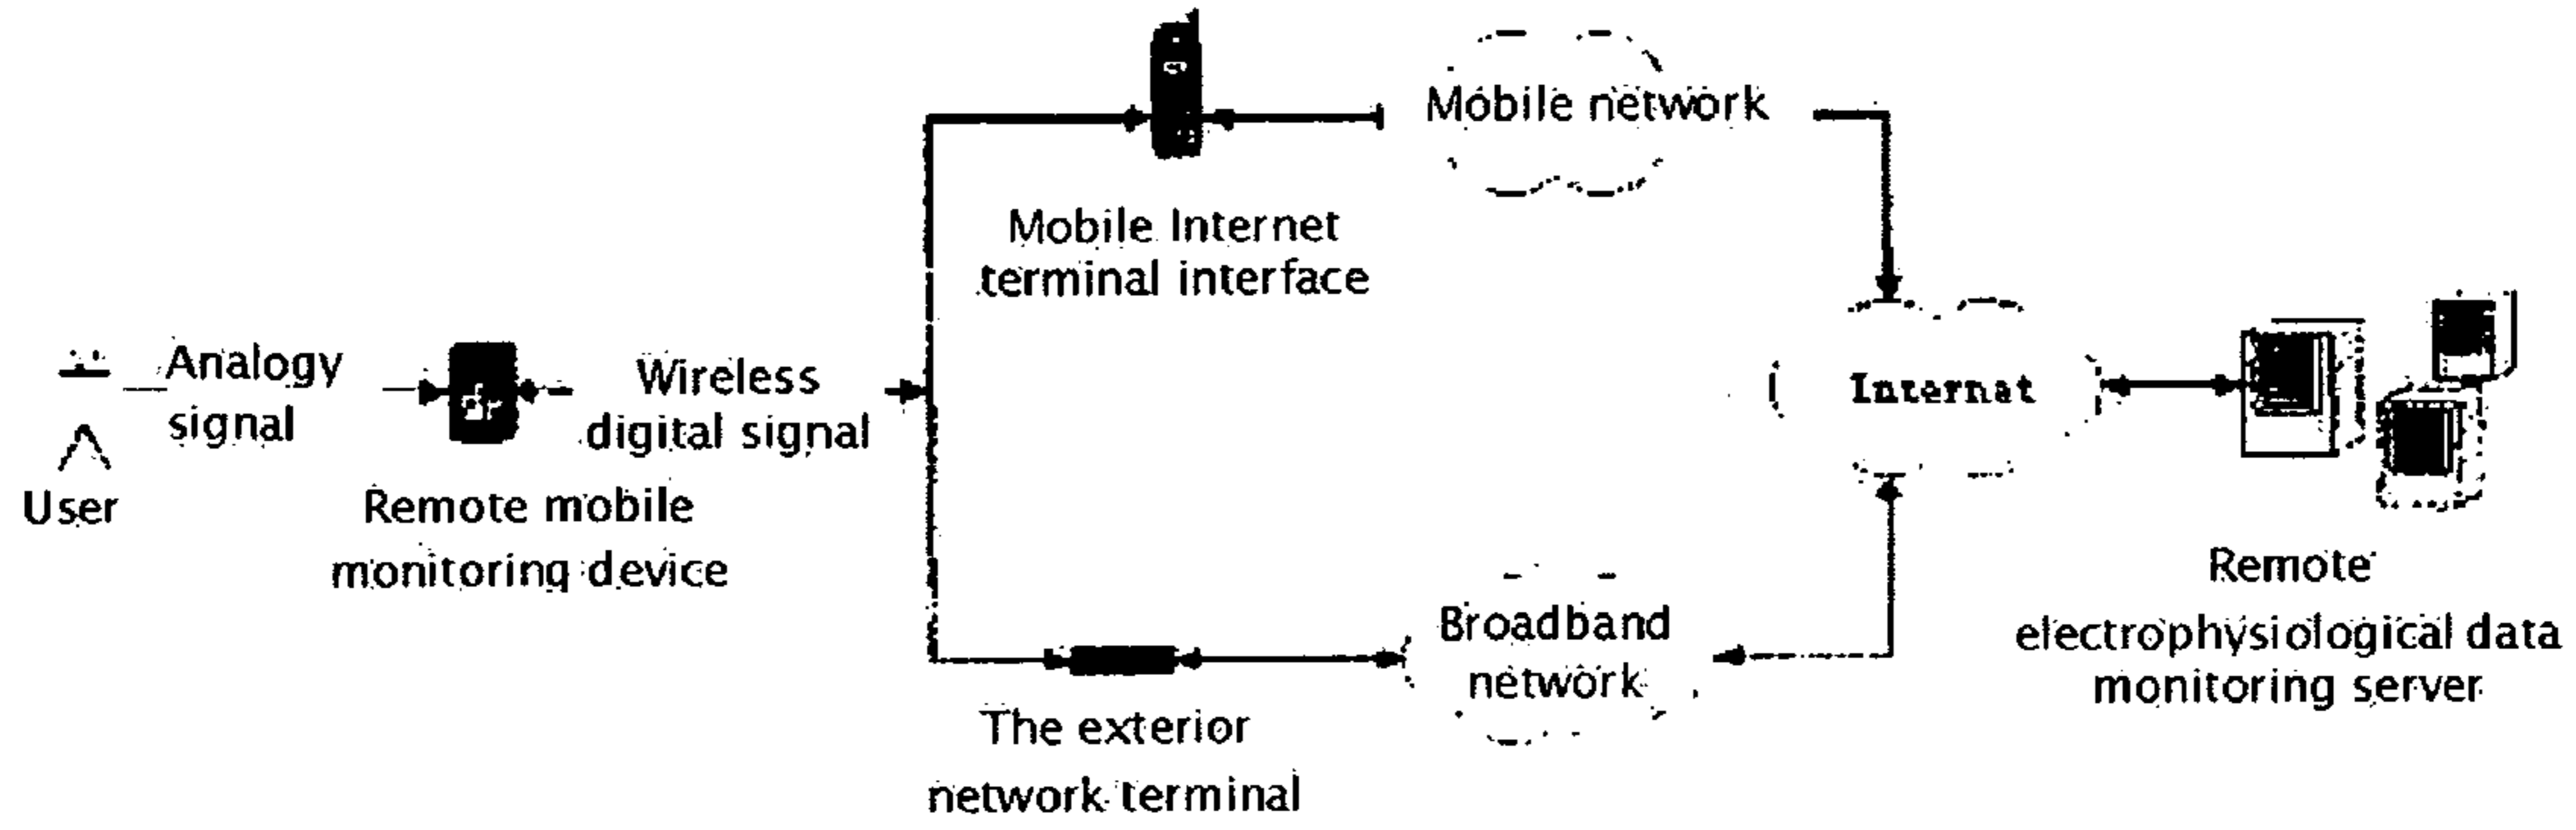 Mobile network
Mobile Internet
terminal interface
Analogy
signal
Wireless
digital signal
Internat
User
Remote mobile
monitoring device
Broadband
network
Remote
electrophysiological data
monitoring server
The exterior
network terminal